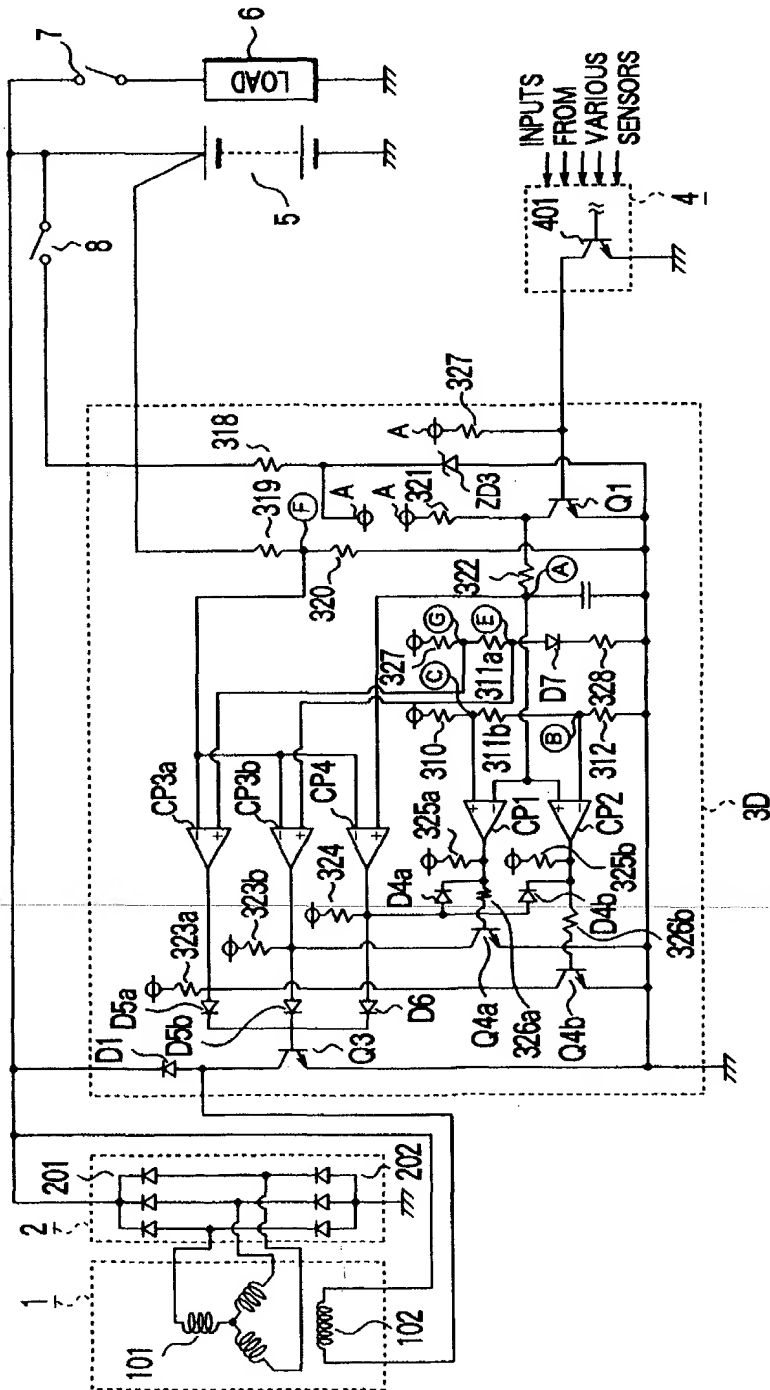 7
6
LOAD
8
5
INPUTS
FROM
VARIOUS
SENSORS
401
4
318
319
F
A
A
A
327
321
ZD3
Q1
320
322
A
G
327
E
311a
C
D7
328
310
311b
B
312
CP3a
CP3b
CP4
CP1
CP2
325a
325b
324
323a
323b
D4a
D4b
326a
326b
D5a
D5b
D6
D1
Q3
Q4a
Q4b
3D
201
202
2
1
101
102